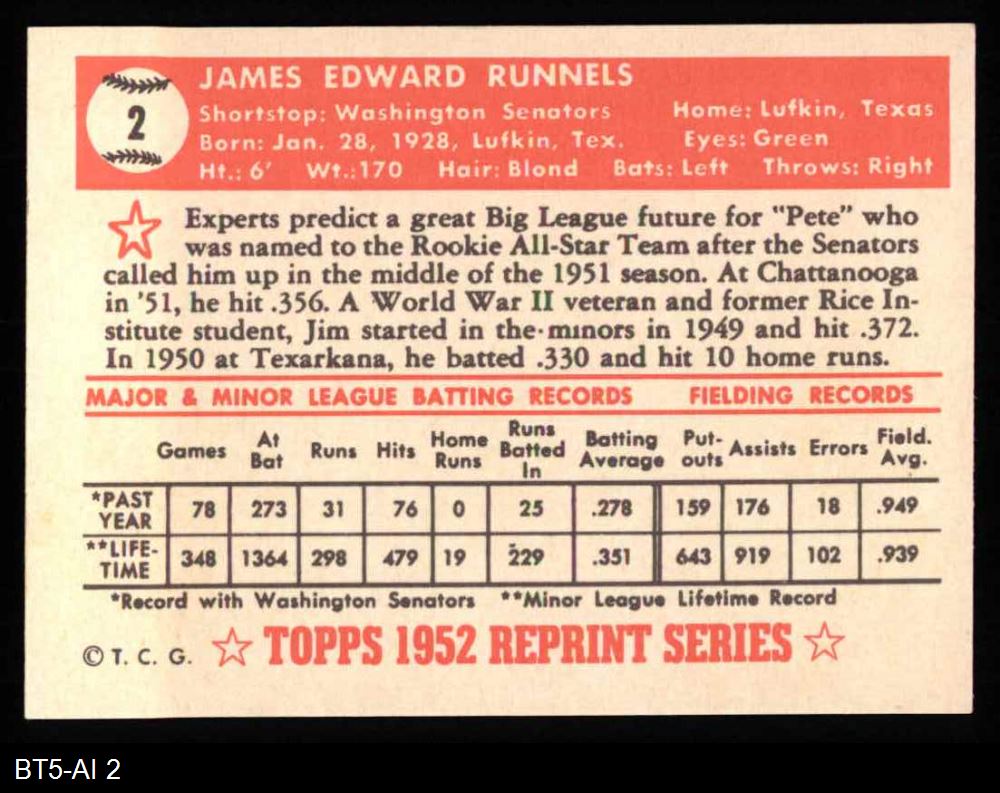 2
JAMES EDWARD RUNNELS
Shortstop: Washington Senators Home: Lufkin, Texas
Born: Jan. 28, 1928, Lufkin, Tex. Eyes: Green
Ht.: 6' Wt.: 170 Hair: Blond Bats: Left Throws: Right
Experts predict a great Big League future for "Pete" who
was named to the Rookie All-Star Team after the Senators
called him up in the middle of the 1951 season. At Chattanooga
in '51, he hit .356. A World War II veteran and former Rice In-
stitute student, Jim started in the minors in 1949 and hit .372.
In 1950 at Texarkana, he batted .330 and hit 10 home runs.
MAJOR & MINOR LEAGUE BATTING RECORDS FIELDING RECORDS
Games At Bat Runs Hits Home Runs Runs Batted In Batting Average Put-outs Assists Errors Field. Avg.
*PAST YEAR 78 273 31 76 0 25 .278 159 176 18 .949
**LIFE-TIME 348 1364 298 479 19 229 .351 643 919 102 .939
*Record with Washington Senators **Minor League Lifetime Record
© T. C. G. TOPPS 1952 REPRINT SERIES
BT5-AI 2